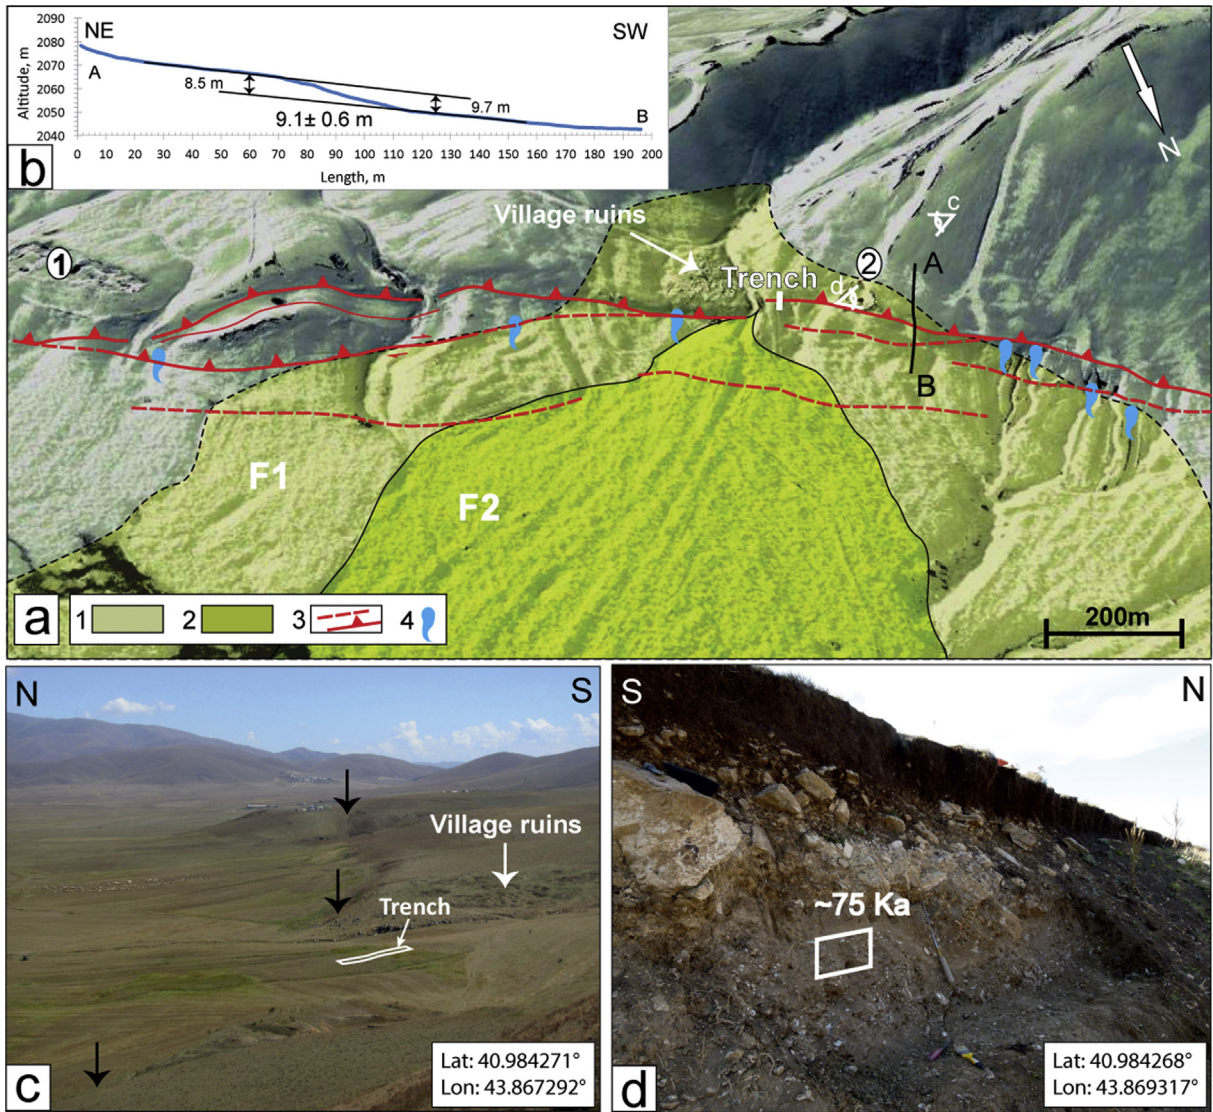 2090
NE
SW
2080
A
2070
8.5 m
2060
9.7 m
2050
9.1± 0.6 m
B
2040
Altitude, m
0 10 20 30 40 50 60 70 80 90 100 110 120 130 140 150 160 170 180 190 200
Length, m
b
N
Village ruins
c
1
2
A
Trench
d
B
F1
F2
a
1
2
3
4
200m
N
S
Village ruins
Trench
c
Lat: 40.984271°
Lon: 43.867292°
S
N
~75 Ka
d
Lat: 40.984268°
Lon: 43.869317°